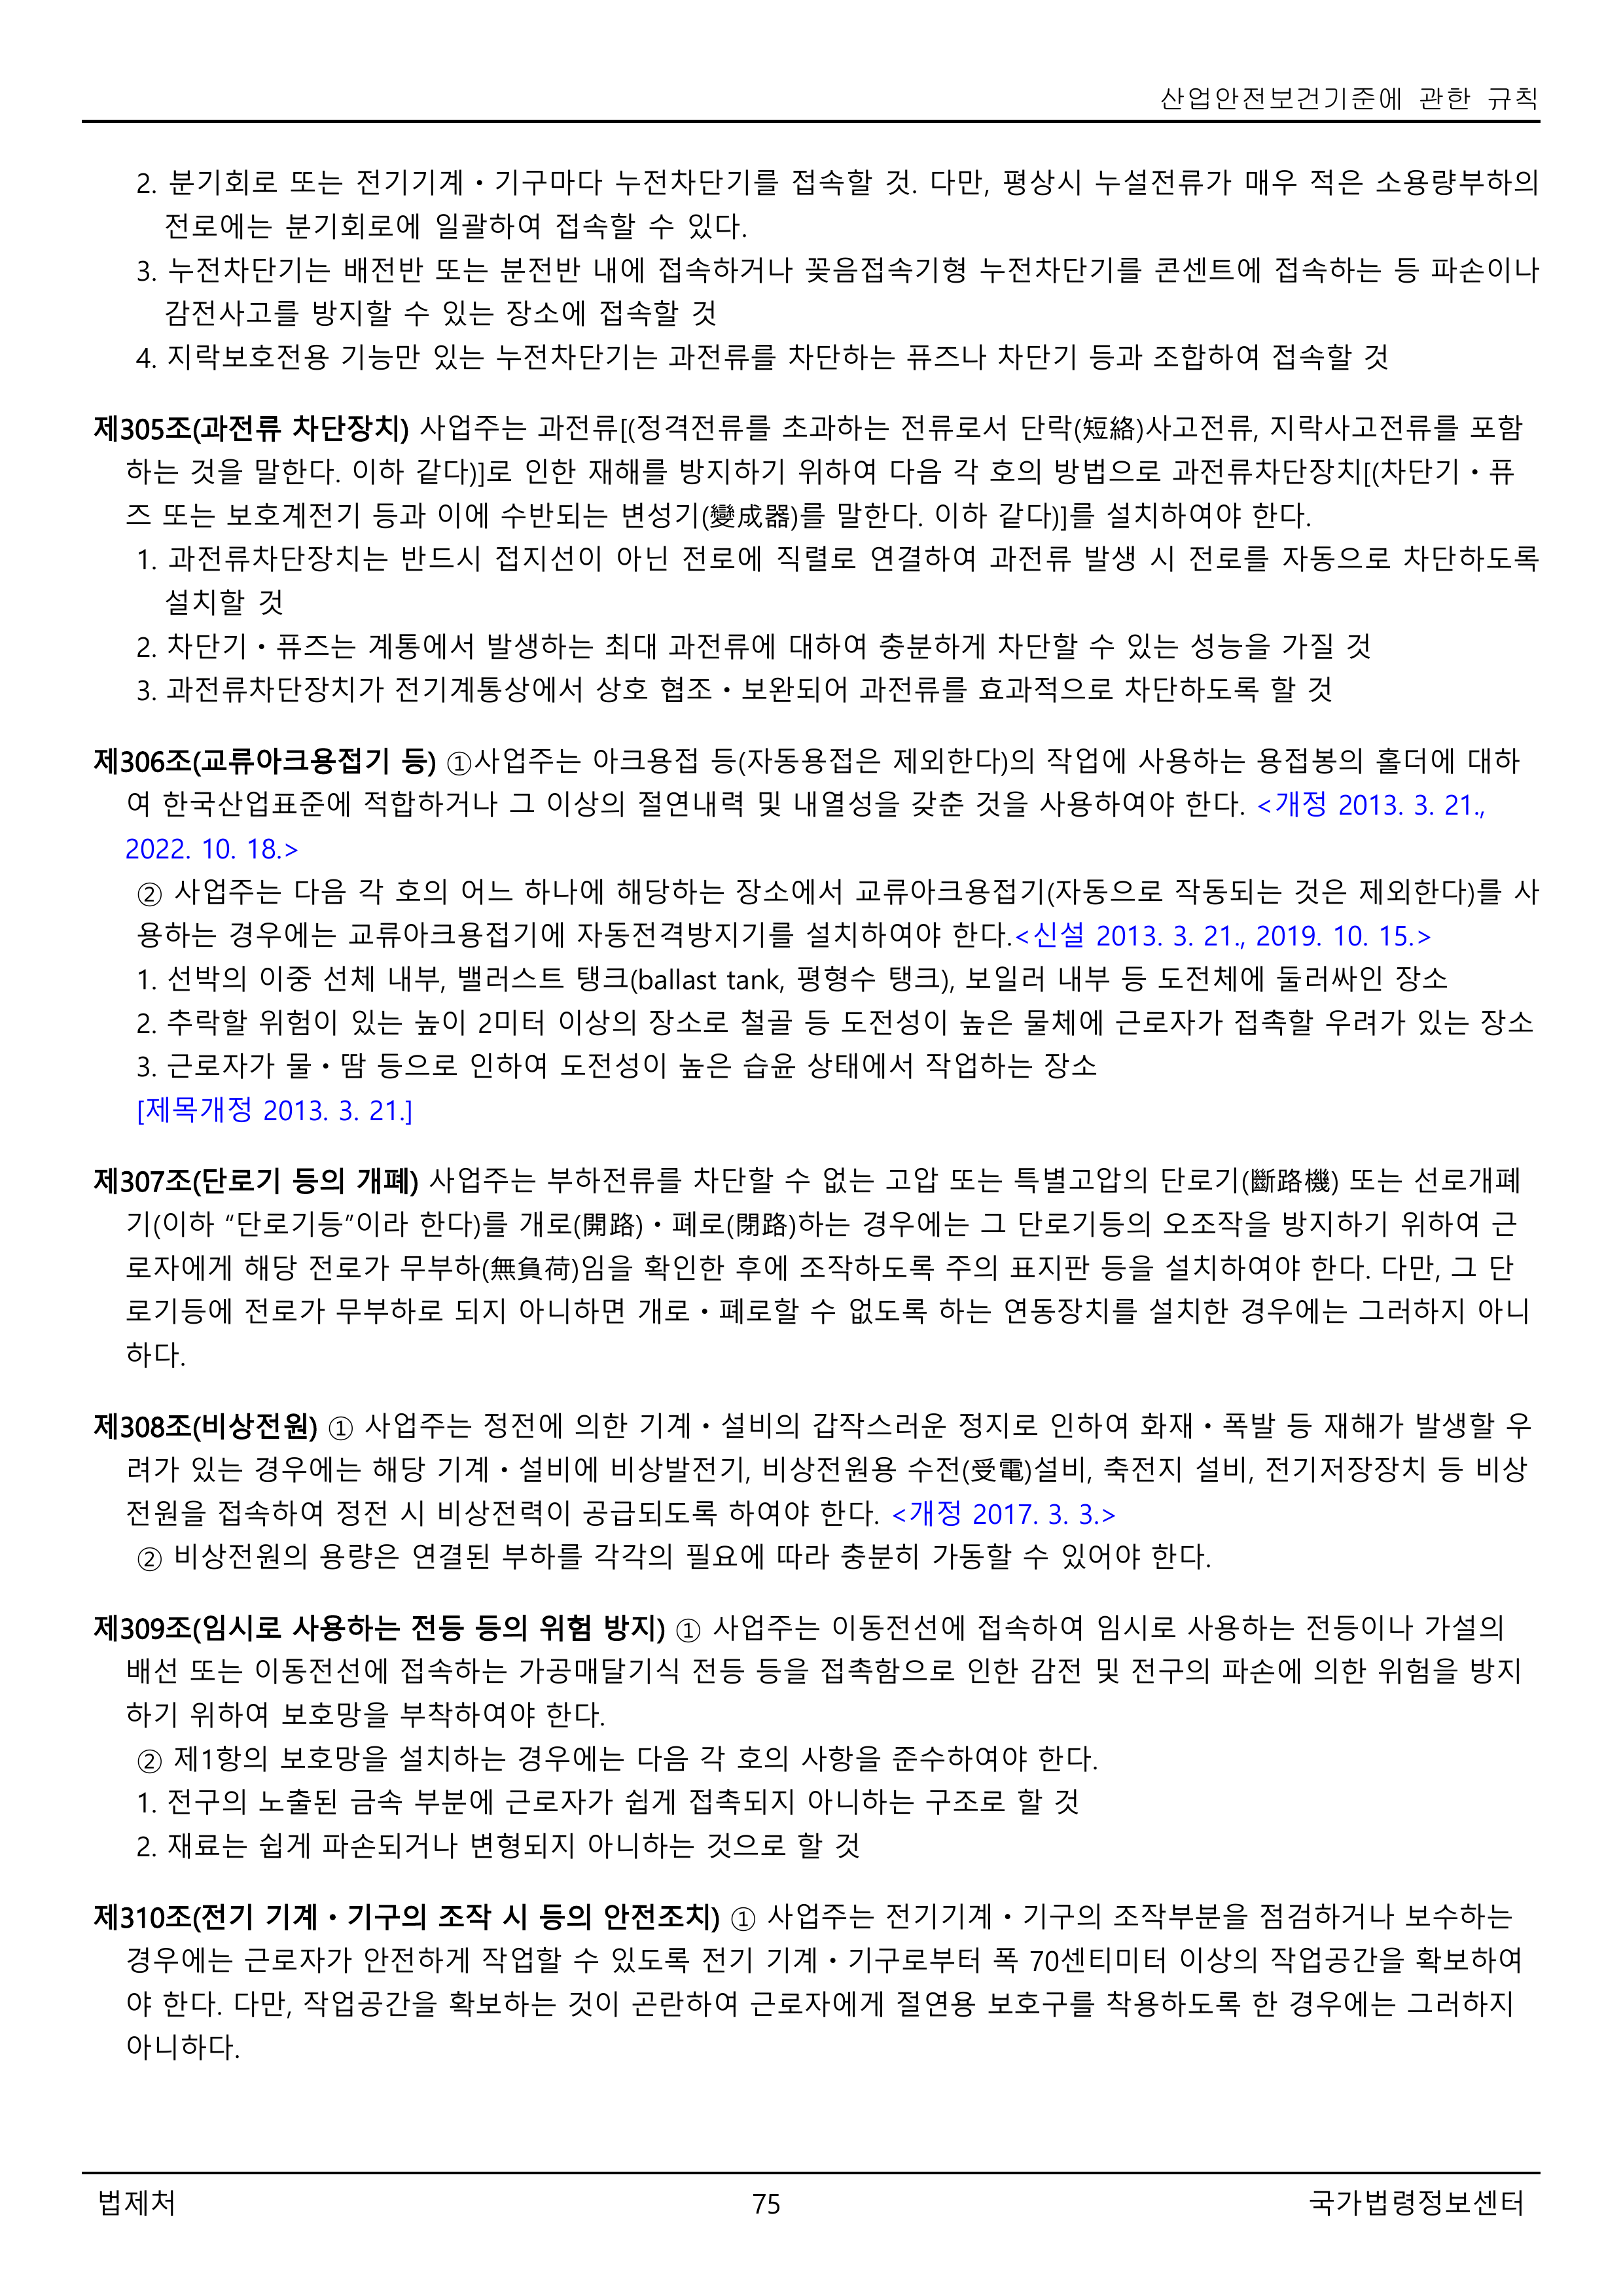 산업안전보건기준에 관한 규칙
2. 분기회로 또는 전기기계ㆍ기구마다 누전차단기를 접속할 것. 다만, 평상시 누설전류가 매우 적은 소용량부하의
전로에는 분기회로에 일괄하여 접속할 수 있다.
3. 누전차단기는 배전반 또는 분전반 내에 접속하거나 꽂음접속기형 누전차단기를 콘센트에 접속하는 등 파손이나
감전사고를 방지할 수 있는 장소에 접속할 것
4. 지락보호전용 기능만 있는 누전차단기는 과전류를 차단하는 퓨즈나 차단기 등과 조합하여 접속할 것
제305조(과전류 차단장치) 사업주는 과전류[(정격전류를 초과하는 전류로서 단락(短絡)사고전류, 지락사고전류를 포함
하는 것을 말한다. 이하 같다)]로 인한 재해를 방지하기 위하여 다음 각 호의 방법으로 과전류차단장치[(차단기ㆍ퓨
즈 또는 보호계전기 등과 이에 수반되는 변성기(變成器)를 말한다. 이하 같다)]를 설치하여야 한다.
1. 과전류차단장치는 반드시 접지선이 아닌 전로에 직렬로 연결하여 과전류 발생 시 전로를 자동으로 차단하도록
설치할 것
2. 차단기ㆍ퓨즈는 계통에서 발생하는 최대 과전류에 대하여 충분하게 차단할 수 있는 성능을 가질 것
3. 과전류차단장치가 전기계통상에서 상호 협조ㆍ보완되어 과전류를 효과적으로 차단하도록 할 것
제306조(교류아크용접기 등) ①사업주는 아크용접 등(자동용접은 제외한다)의 작업에 사용하는 용접봉의 홀더에 대하
여 한국산업표준에 적합하거나 그 이상의 절연내력 및 내열성을 갖춘 것을 사용하여야 한다. <개정 2013. 3. 21.,
2022. 10. 18.>
② 사업주는 다음 각 호의 어느 하나에 해당하는 장소에서 교류아크용접기(자동으로 작동되는 것은 제외한다)를 사
용하는 경우에는 교류아크용접기에 자동전격방지기를 설치하여야 한다.<신설 2013. 3. 21., 2019. 10. 15.>
1. 선박의 이중 선체 내부, 밸러스트 탱크(ballast tank, 평형수 탱크), 보일러 내부 등 도전체에 둘러싸인 장소
2. 추락할 위험이 있는 높이 2미터 이상의 장소로 철골 등 도전성이 높은 물체에 근로자가 접촉할 우려가 있는 장소
3. 근로자가 물ㆍ땀 등으로 인하여 도전성이 높은 습윤 상태에서 작업하는 장소
[제목개정 2013. 3. 21.]
제307조(단로기 등의 개폐) 사업주는 부하전류를 차단할 수 없는 고압 또는 특별고압의 단로기(斷路機) 또는 선로개폐
기(이하 “단로기등”이라 한다)를 개로(開路)ㆍ폐로(閉路)하는 경우에는 그 단로기등의 오조작을 방지하기 위하여 근
로자에게 해당 전로가 무부하(無負荷)임을 확인한 후에 조작하도록 주의 표지판 등을 설치하여야 한다. 다만, 그 단
로기등에 전로가 무부하로 되지 아니하면 개로ㆍ폐로할 수 없도록 하는 연동장치를 설치한 경우에는 그러하지 아니
하다.
제308조(비상전원) ① 사업주는 정전에 의한 기계ㆍ설비의 갑작스러운 정지로 인하여 화재ㆍ폭발 등 재해가 발생할 우
려가 있는 경우에는 해당 기계ㆍ설비에 비상발전기, 비상전원용 수전(受電)설비, 축전지 설비, 전기저장장치 등 비상
전원을 접속하여 정전 시 비상전력이 공급되도록 하여야 한다. <개정 2017. 3. 3.>
② 비상전원의 용량은 연결된 부하를 각각의 필요에 따라 충분히 가동할 수 있어야 한다.
제309조(임시로 사용하는 전등 등의 위험 방지) ① 사업주는 이동전선에 접속하여 임시로 사용하는 전등이나 가설의
배선 또는 이동전선에 접속하는 가공매달기식 전등 등을 접촉함으로 인한 감전 및 전구의 파손에 의한 위험을 방지
하기 위하여 보호망을 부착하여야 한다.
② 제1항의 보호망을 설치하는 경우에는 다음 각 호의 사항을 준수하여야 한다.
1. 전구의 노출된 금속 부분에 근로자가 쉽게 접촉되지 아니하는 구조로 할 것
2. 재료는 쉽게 파손되거나 변형되지 아니하는 것으로 할 것
제310조(전기 기계ㆍ기구의 조작 시 등의 안전조치) ① 사업주는 전기기계ㆍ기구의 조작부분을 점검하거나 보수하는
경우에는 근로자가 안전하게 작업할 수 있도록 전기 기계ㆍ기구로부터 폭 70센티미터 이상의 작업공간을 확보하여
야 한다. 다만, 작업공간을 확보하는 것이 곤란하여 근로자에게 절연용 보호구를 착용하도록 한 경우에는 그러하지
아니하다.
법제처 75 국가법령정보센터